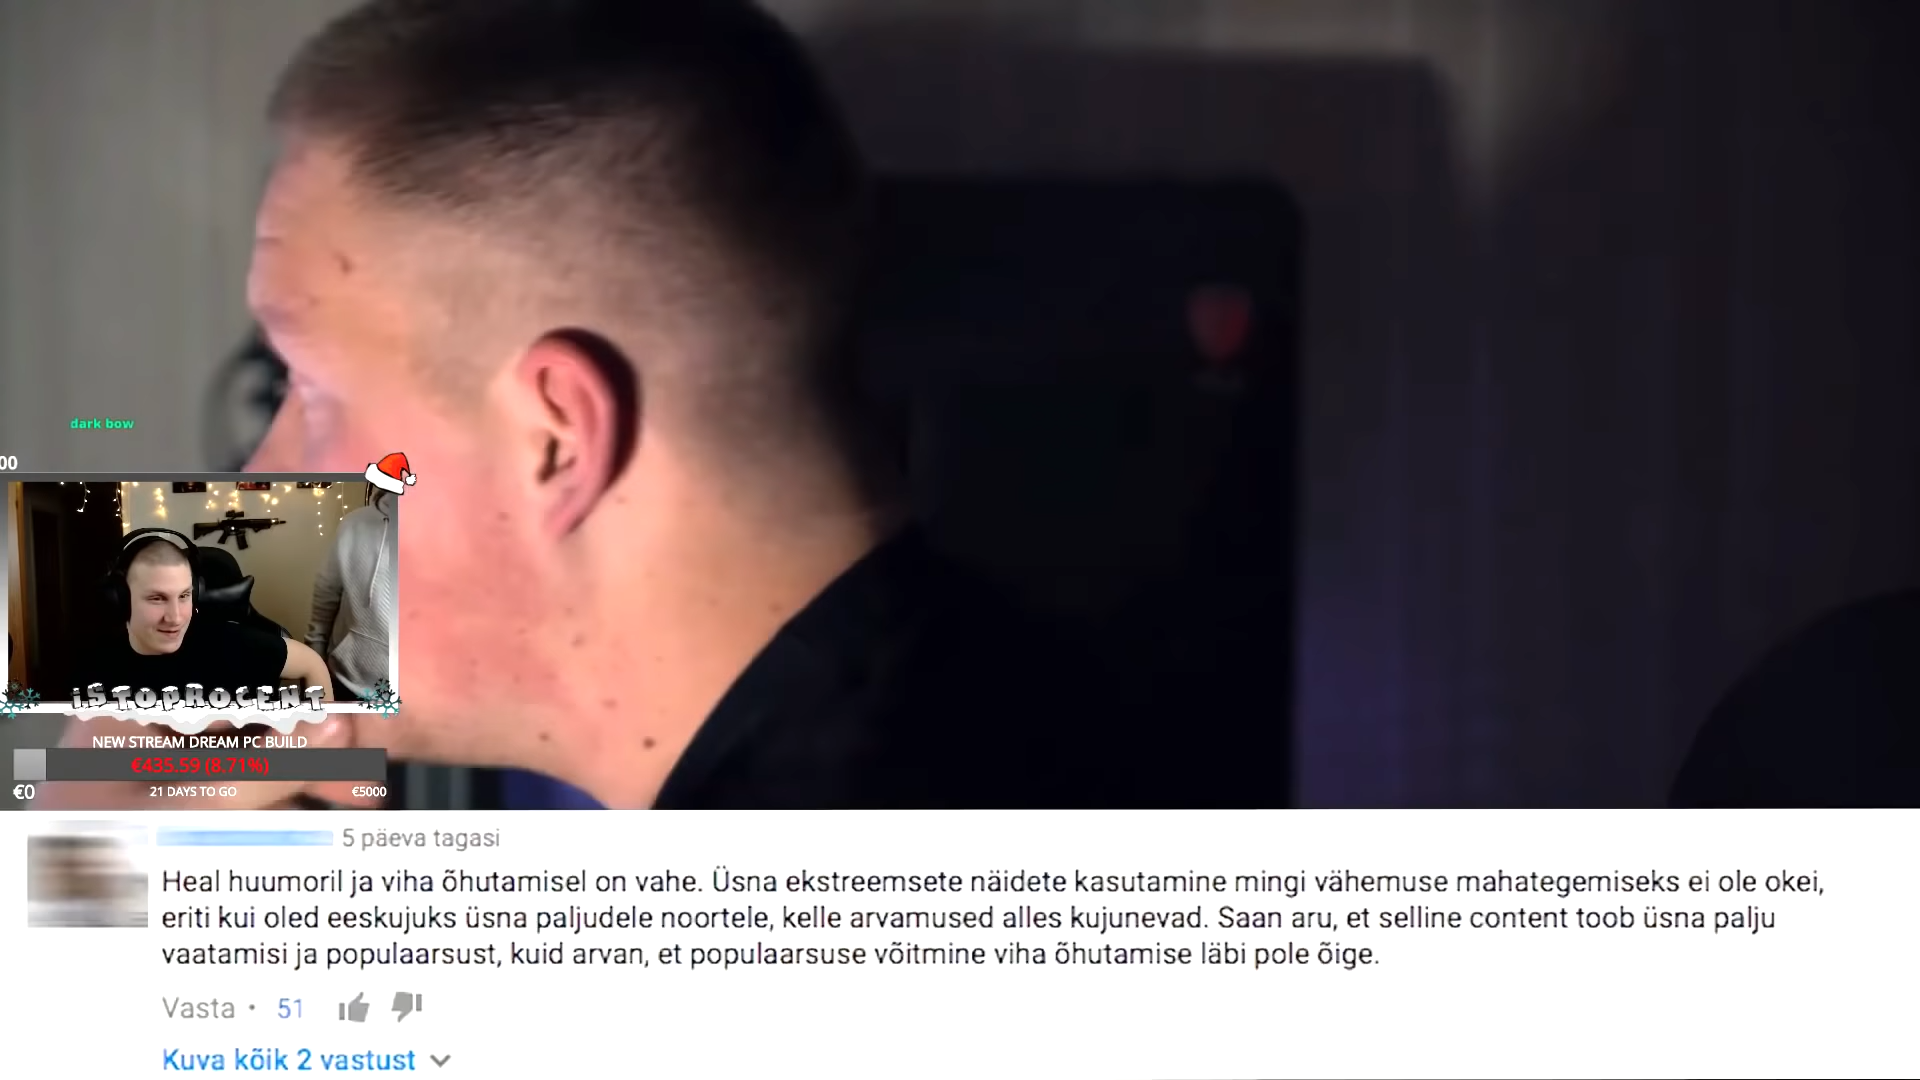 dark bow
00
iSTOPROCENT
NEW STREAM DREAM PC BUILD
€435.59 (8.71%)
€0
21 DAYS TO GO
€5000
5 päeva tagasi
Heal huumoril ja viha õhutamisel on vahe. Üsna ekstreemsete näidete kasutamine mingi vähemuse mahategemiseks ei ole okei,
eriti kui oled eeskujuks üsna paljudele noortele, kelle arvamused alles kujunevad. Saan aru, et selline content toob üsna palju
vaatamisi ja populaarsust, kuid arvan, et populaarsuse võitmine viha õhutamise läbi pole õige.
Vasta • 51
Kuva kõik 2 vastust